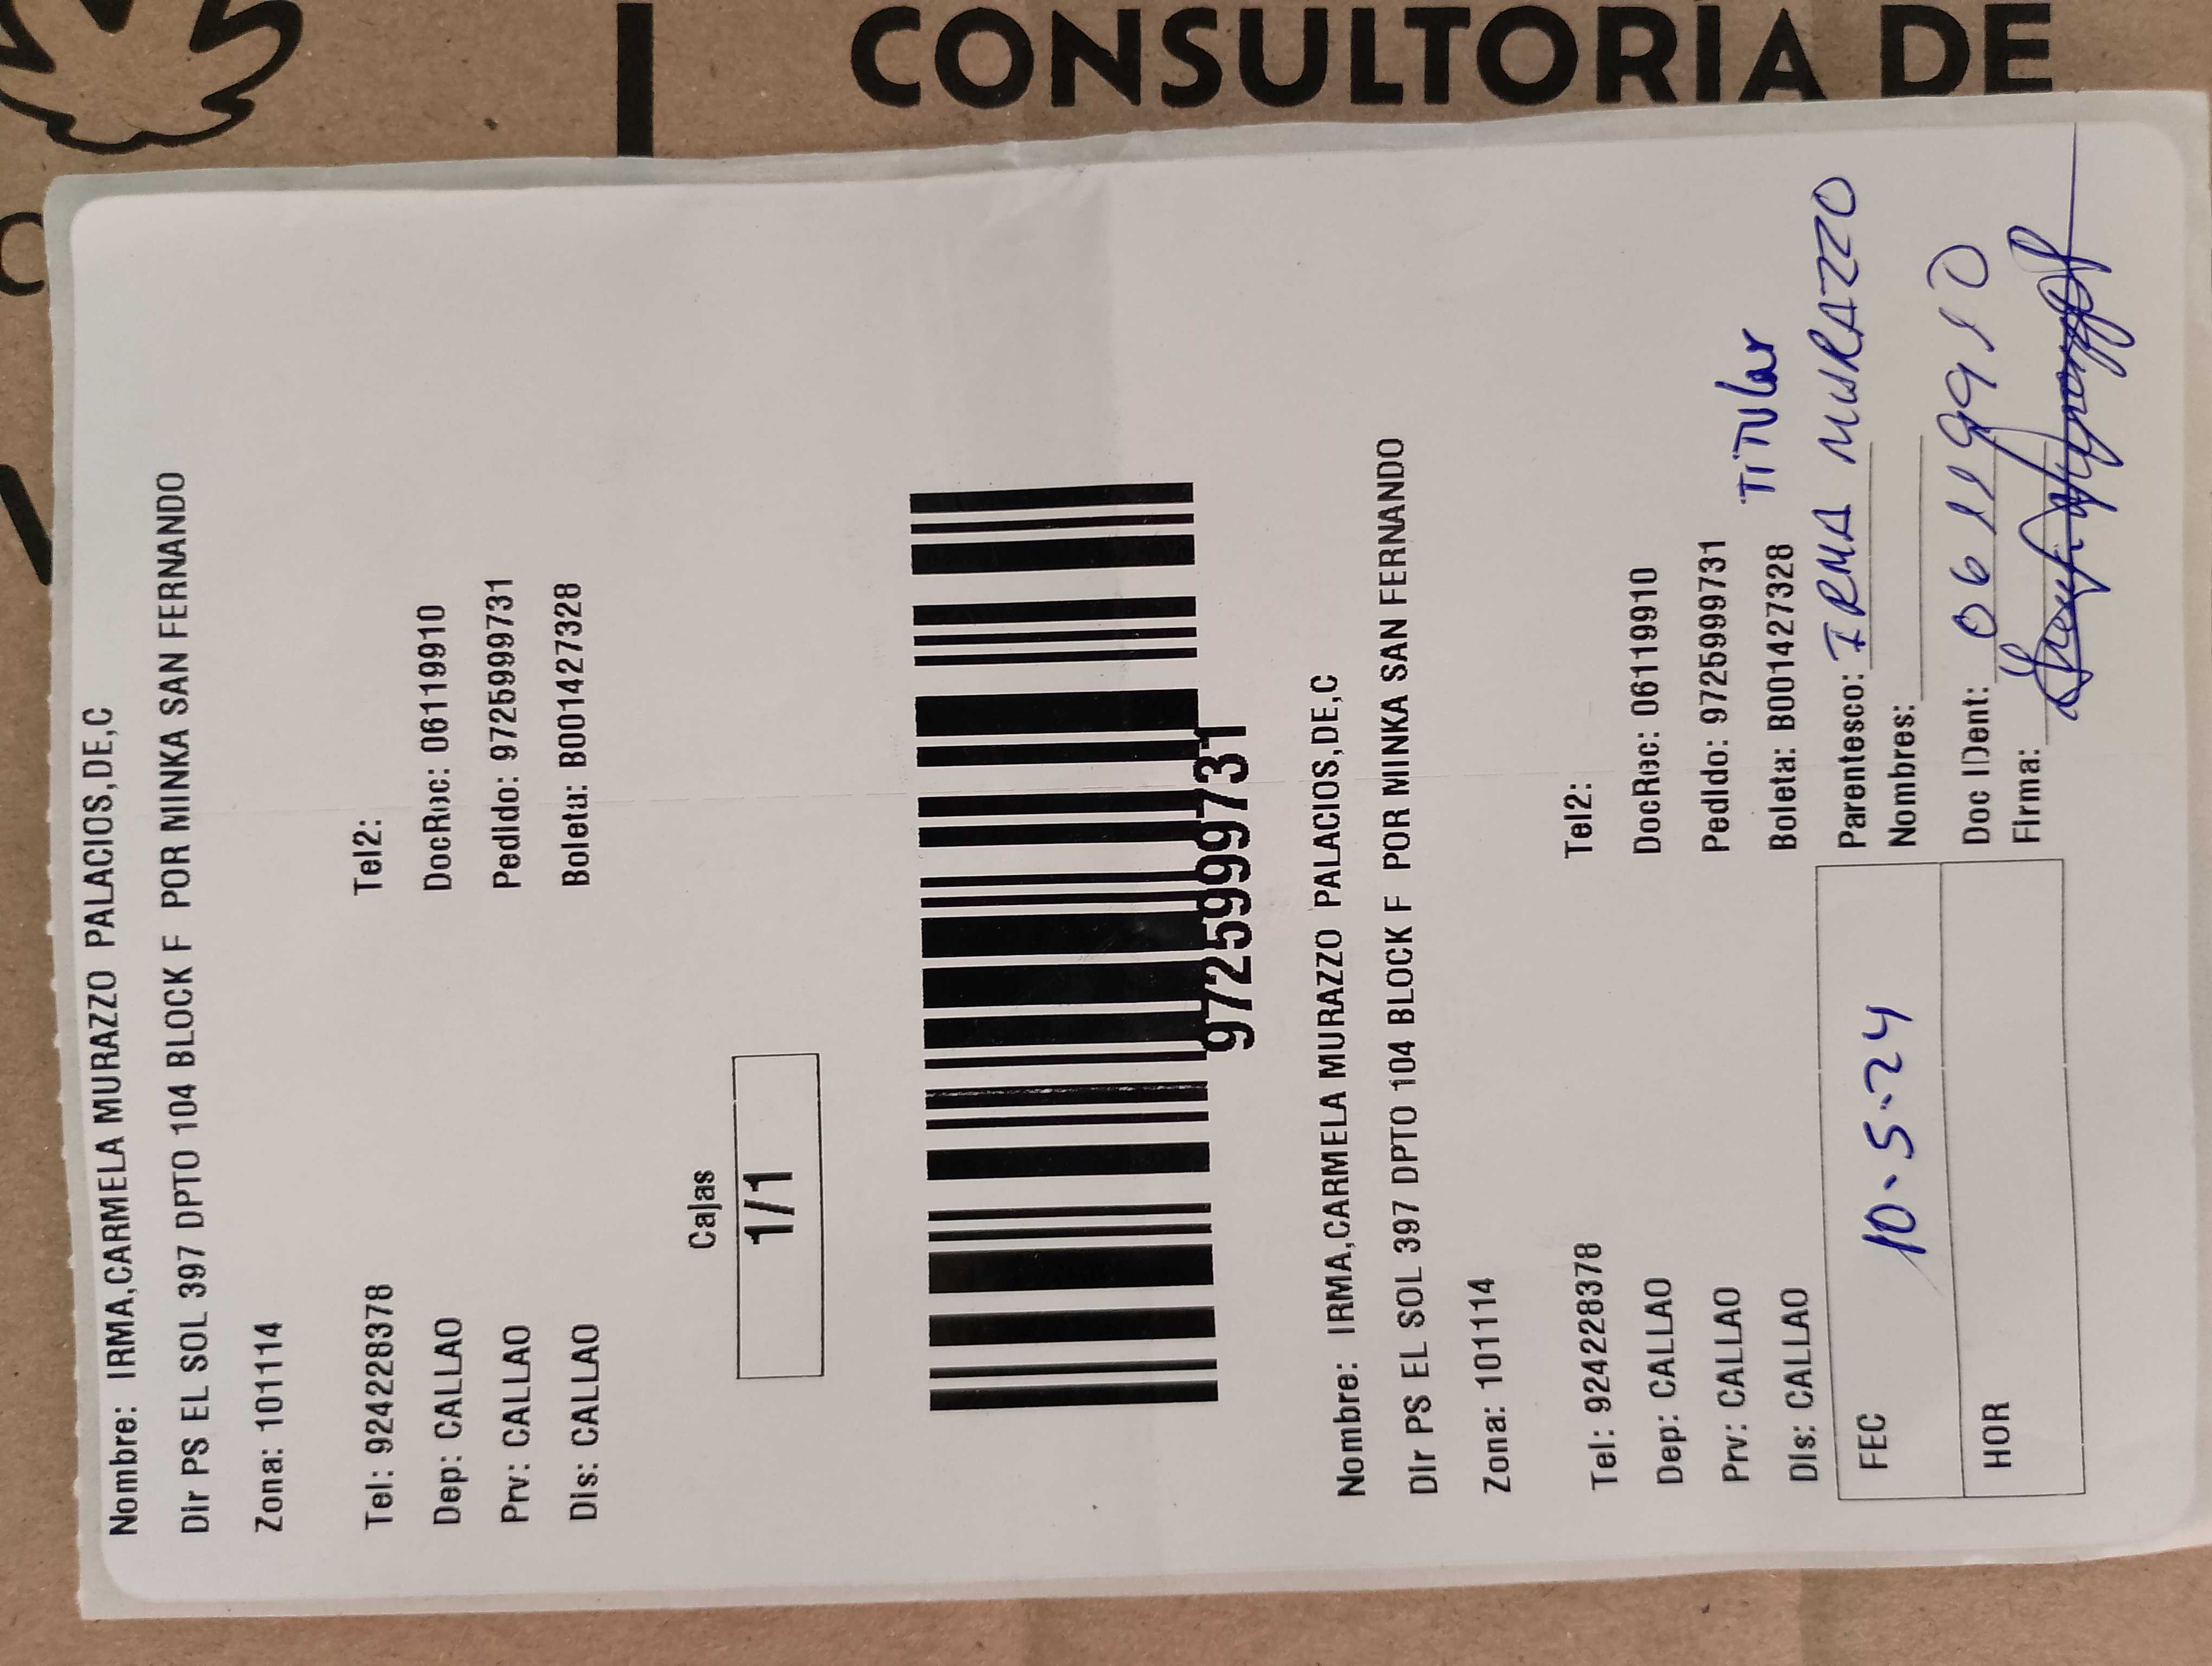 CONSULTORÍA DE
Nombre: IRMA,CARMELA MURAZZO PALACIOS,DE,C
Dir PS EL SOL 397 DPTO 104 BLOCK F POR MINKA SAN FERNANDO
Zona: 101114
Tel: 924228378 Tel2:
Dep: CALLAO DocRec: 06119910
Prv: CALLAO Pedido: 9725999731
Dis: CALLAO Boleta: B001427328
Cajas
1/1
9725999731
Nombre: IRMA,CARMELA MURAZZO PALACIOS,DE,C
Dir PS EL SOL 397 DPTO 104 BLOCK F POR MINKA SAN FERNANDO
Zona: 101114
Tel: 924228378 Tel2:
Dep: CALLAO DocRec: 06119910
Prv: CALLAO Pedido: 9725999731
Dis: CALLAO Boleta: B001427328 TiTular
FEC 10-5-24 Parentesco: IRMA MURAZZO
Nombres:
HOR Doc IDent: 06119910
Firma: